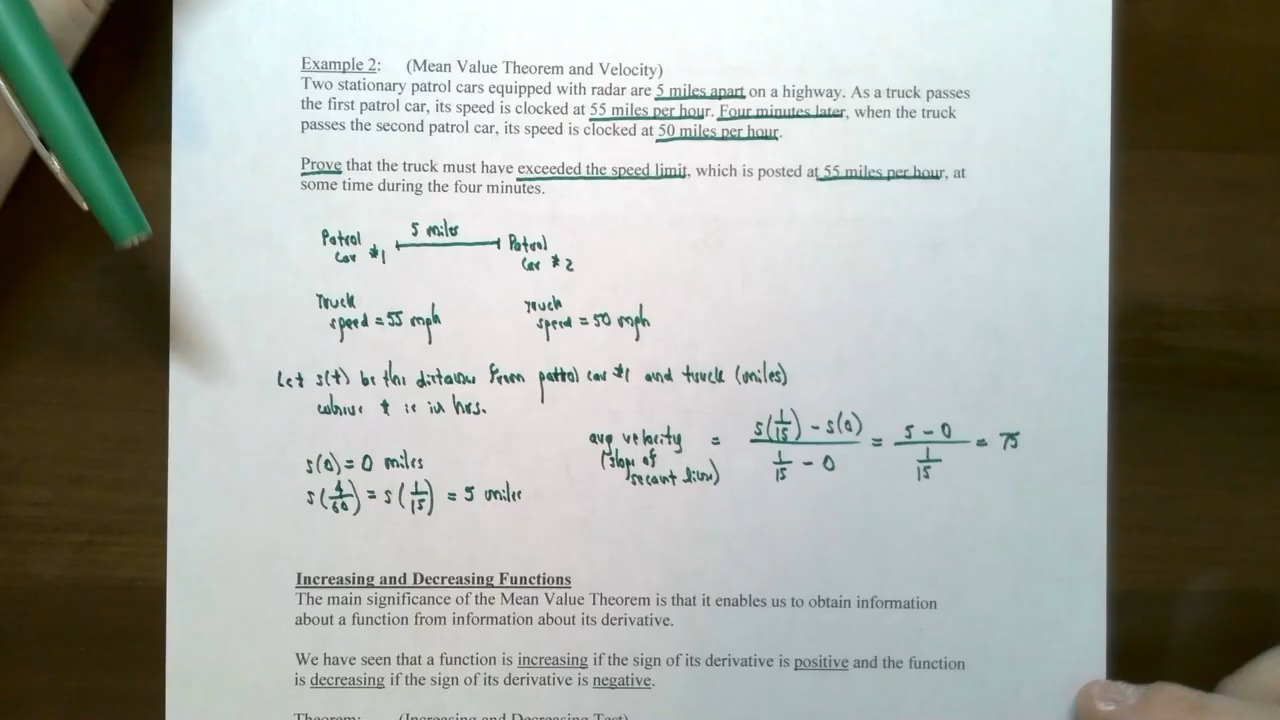 Example 2: (Mean Value Theorem and Velocity)
Two stationary patrol cars equipped with radar are 5 miles apart on a highway. As a truck passes
the first patrol car, its speed is clocked at 55 miles per hour. Four minutes later, when the truck
passes the second patrol car, its speed is clocked at 50 miles per hour.
Prove that the truck must have exceeded the speed limit, which is posted at 55 miles per hour, at
some time during the four minutes.
5 miles
Patrol car #1
Patrol car #2
Truck speed = 55 mph
Truck speed = 50 mph
Let s(t) be the distance from patrol car #1 and truck (miles)
where t is in hrs.
s(0) = 0 miles
s(4/60) = s(1/15) = 5 miles
avg velocity (slope of secant line) = (s(1/15) - s(0))/(1/15 - 0) = (5 - 0)/(1/15) = 75
Increasing and Decreasing Functions
The main significance of the Mean Value Theorem is that it enables us to obtain information
about a function from information about its derivative.
We have seen that a function is increasing if the sign of its derivative is positive and the function
is decreasing if the sign of its derivative is negative.
Theorem: (Increasing and Decreasing Test)